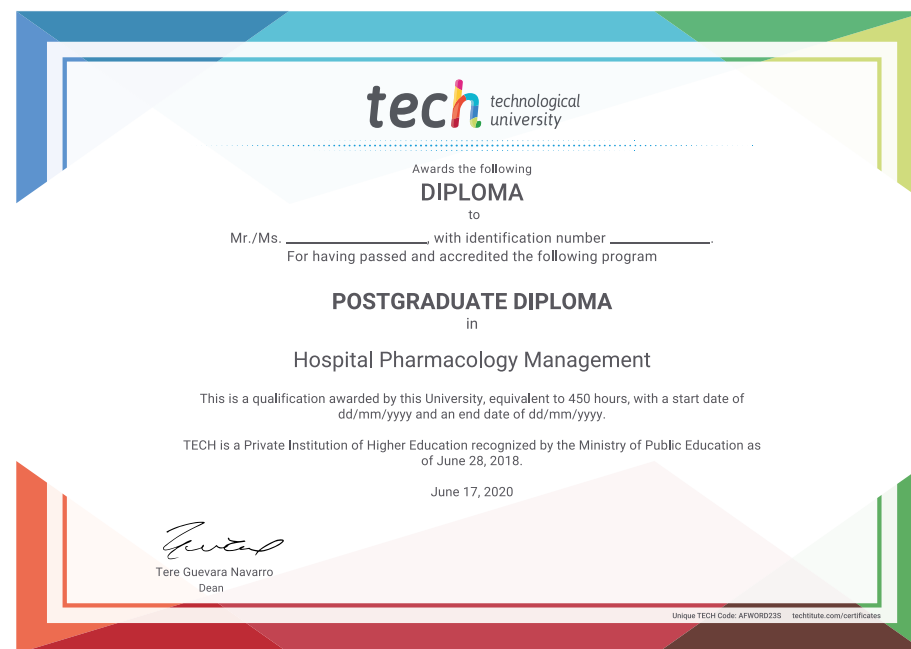 tech technological
university
Awards the following
DIPLOMA
to
Mr./Ms. ____________________, with identification number ______________.
For having passed and accredited the following program
POSTGRADUATE DIPLOMA
in
Hospital Pharmacology Management
This is a qualification awarded by this University, equivalent to 450 hours, with a start date of
dd/mm/yyyy and an end date of dd/mm/yyyy.
TECH is a Private Institution of Higher Education recognized by the Ministry of Public Education as
of June 28, 2018.
June 17, 2020
Tere Guevara Navarro
Dean
Unique TECH Code: AFWORD23S techtitute.com/certificates